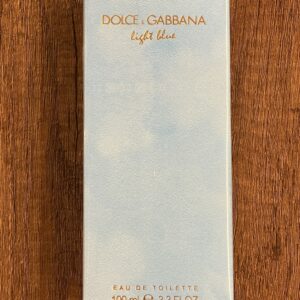 DOLCE & GABBANA
light blue
EAU DE TOILETTE
100 ml ℮ 3.3 FL.OZ.